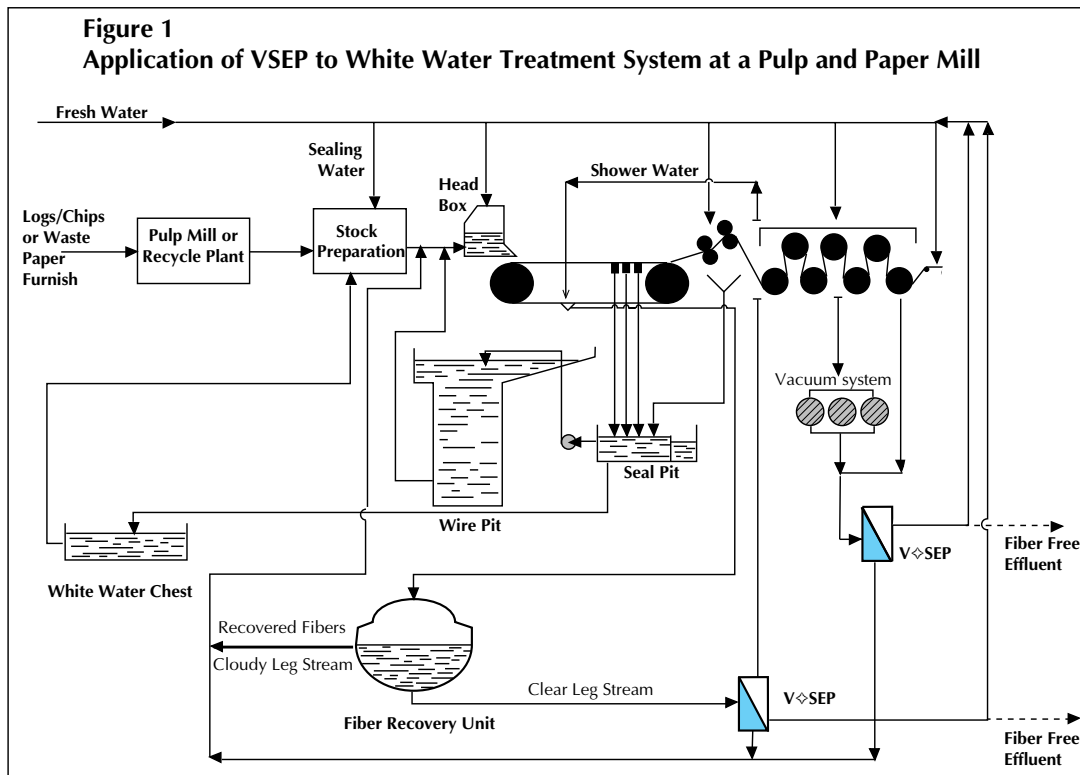 Figure 1
Application of VSEP to White Water Treatment System at a Pulp and Paper Mill
Fresh Water
Sealing
Water
Head
Box
Shower Water
Logs/Chips
or Waste
Paper
Furnish
Pulp Mill or
Recycle Plant
Stock
Preparation
Vacuum system
Seal Pit
Wire Pit
V✧SEP
Fiber Free
Effluent
White Water Chest
Recovered Fibers
Cloudy Leg Stream
Clear Leg Stream
V✧SEP
Fiber Recovery Unit
Fiber Free
Effluent